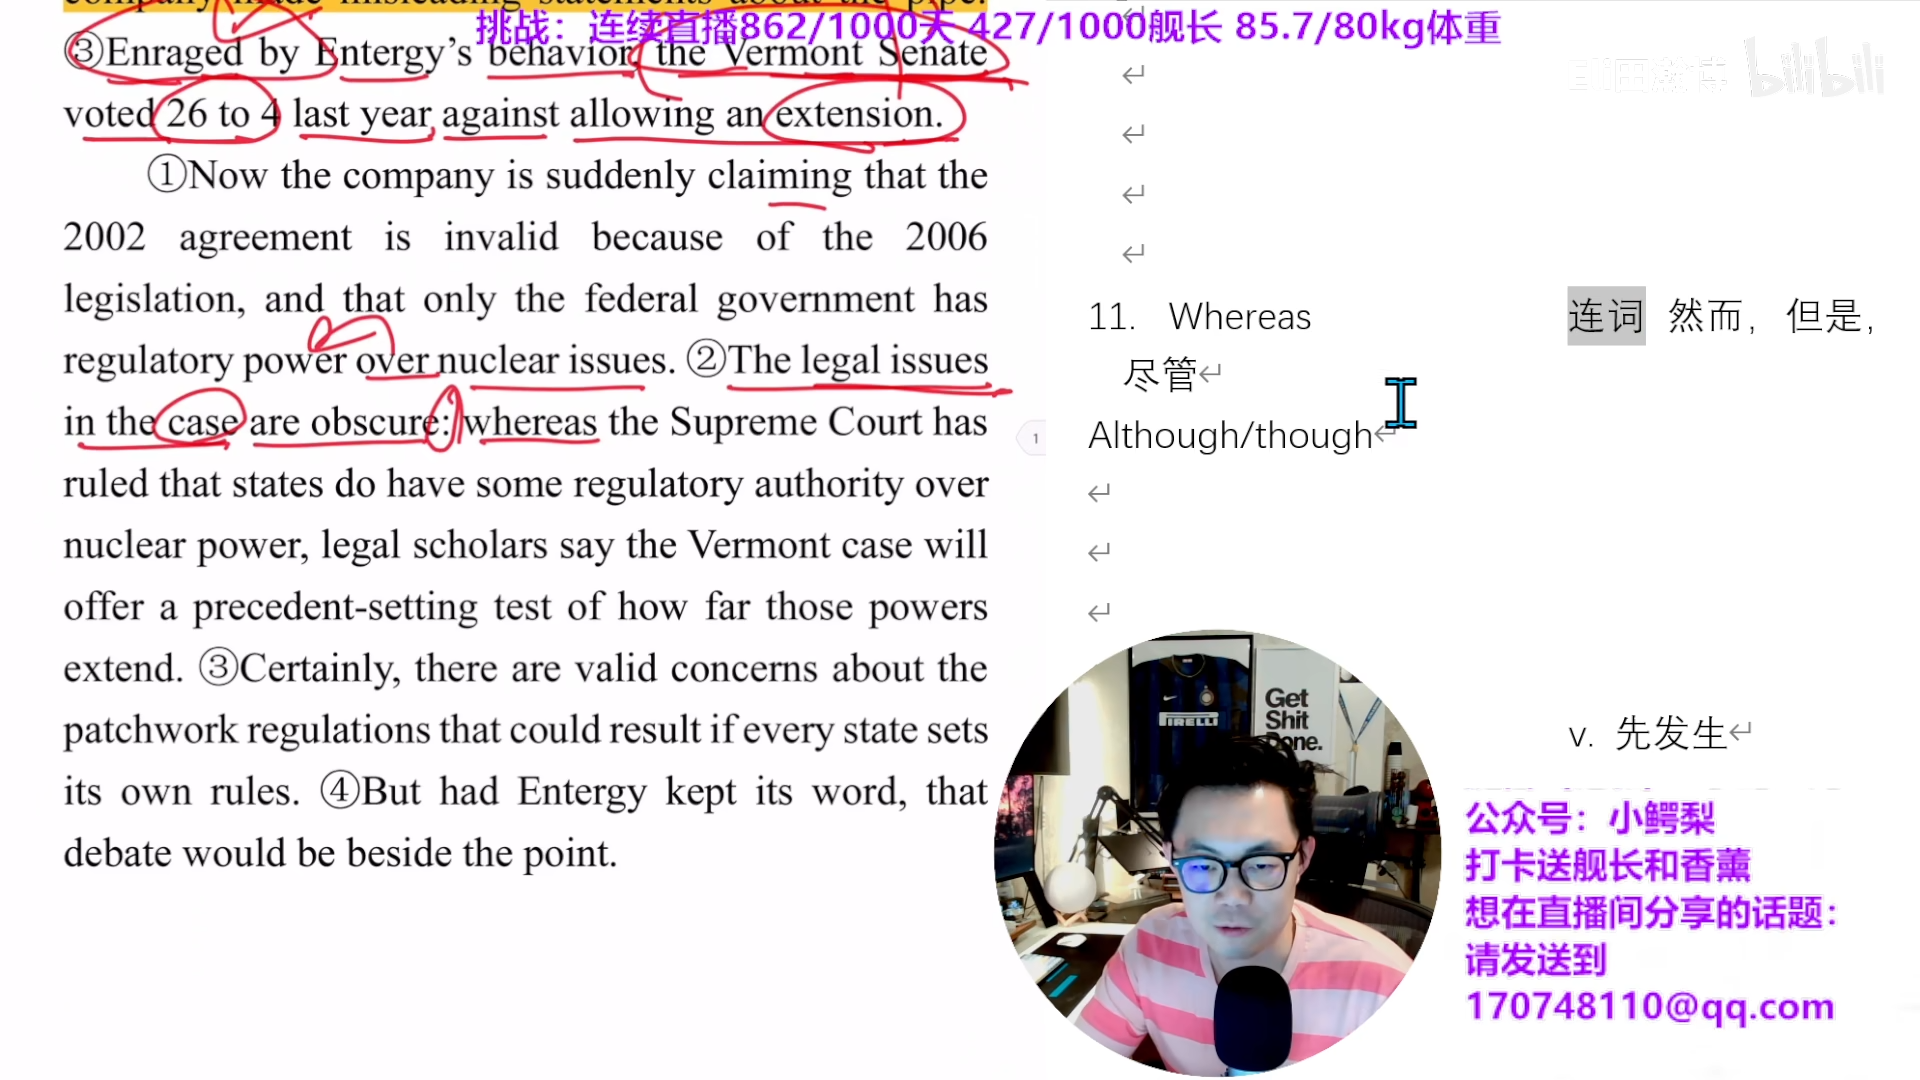 company made misleading statements about the pipe.
挑战：连续直播862/1000天 427/1000舰长 85.7/80kg体重
③Enraged by Entergy’s behavior, the Vermont Senate
voted 26 to 4 last year against allowing an extension.
①Now the company is suddenly claiming that the
2002 agreement is invalid because of the 2006
legislation, and that only the federal government has
regulatory power over nuclear issues. ②The legal issues
in the case are obscure: whereas the Supreme Court has
ruled that states do have some regulatory authority over
nuclear power, legal scholars say the Vermont case will
offer a precedent-setting test of how far those powers
extend. ③Certainly, there are valid concerns about the
patchwork regulations that could result if every state sets
its own rules. ④But had Entergy kept its word, that
debate would be beside the point.
1
bilibili
11. Whereas 连词 然而，但是，
尽管
Although/though
v. 先发生
PIRELLI
Get
Shit
Done.
公众号：小鳄梨
打卡送舰长和香薰
想在直播间分享的话题：
请发送到
170748110@qq.com